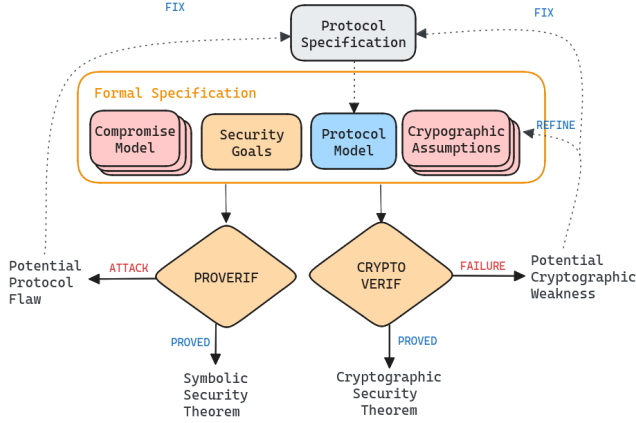 FIX
FIX
Protocol
Specification
Formal Specification
Compromise
Model
Security
Goals
Protocol
Model
Crypographic
Assumptions
REFINE
Potential
Protocol
Flaw
ATTACK
PROVERIF
CRYPTO
VERIF
FAILURE
Potential
Cryptographic
Weakness
PROVED
PROVED
Symbolic
Security
Theorem
Cryptographic
Security
Theorem